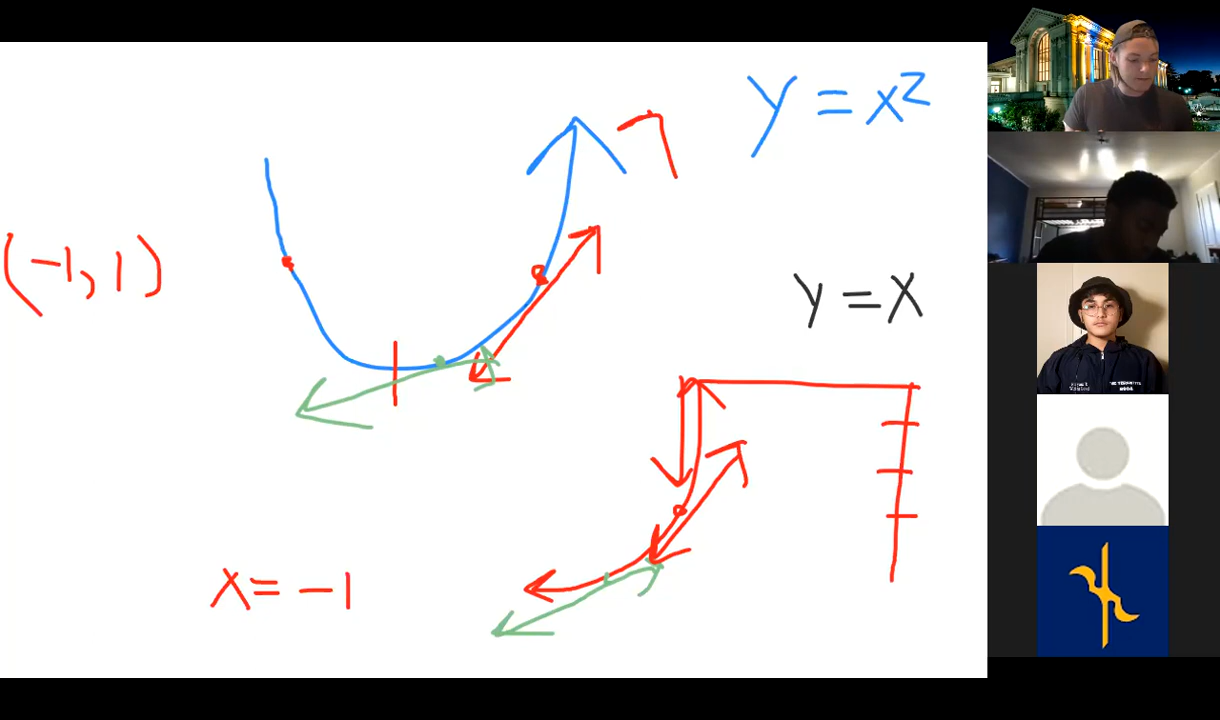 y = x²
(-1, 1)
y = x
x = -1